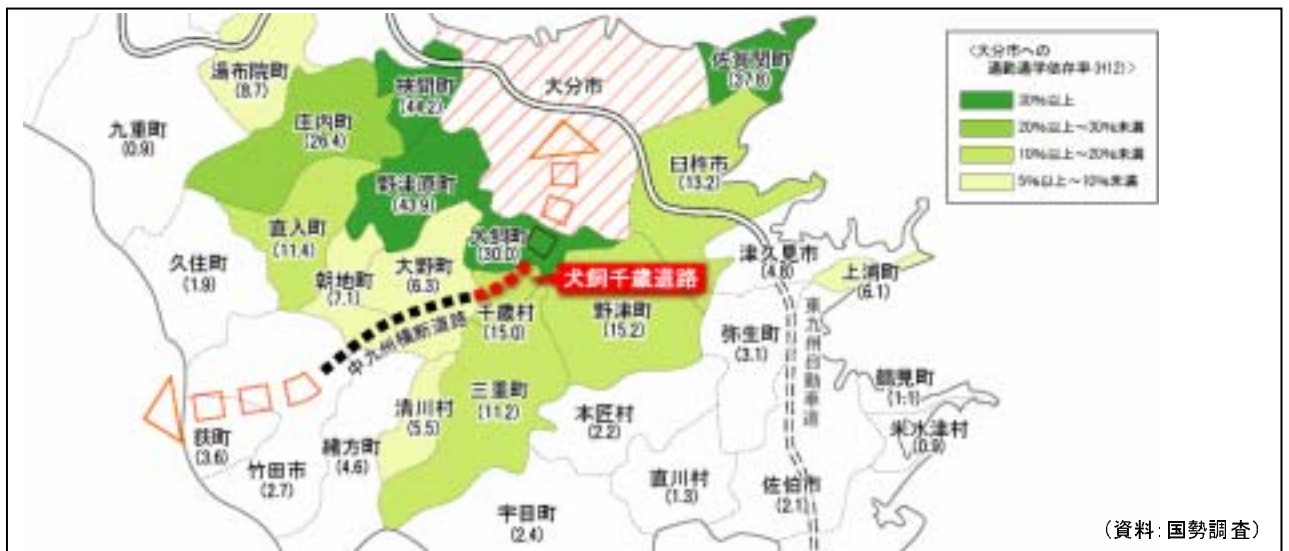 湯布院町
(8.7)
挾間町
(44.2)
大分市
佐賀関町
(37.8)
<大分市への
通勤通学依存率-H12)>
30%以上
20%以上~30%未満
10%以上~20%未満
5%以上~10%未満
九重町
(0.9)
庄内町
(26.4)
臼杵市
(13.2)
野津原町
(43.9)
直入町
(11.4)
犬飼町
(30.0)
久住町
(1.9)
朝地町
(7.1)
大野町
(6.3)
犬飼千歳道路
津久見市
(4.8)
上浦町
(6.1)
千歳村
(15.0)
野津町
(15.2)
中九州横断道路
弥生町
(3.1)
東九州自動車道
鶴見町
(1.1)
米水津村
(0.9)
荻町
(3.6)
竹田市
(2.7)
緒方町
(4.6)
清川村
(5.5)
三重町
(11.2)
本匠村
(2.2)
直川村
(1.3)
佐伯市
(2.1)
宇目町
(2.4)
(資料:国勢調査)